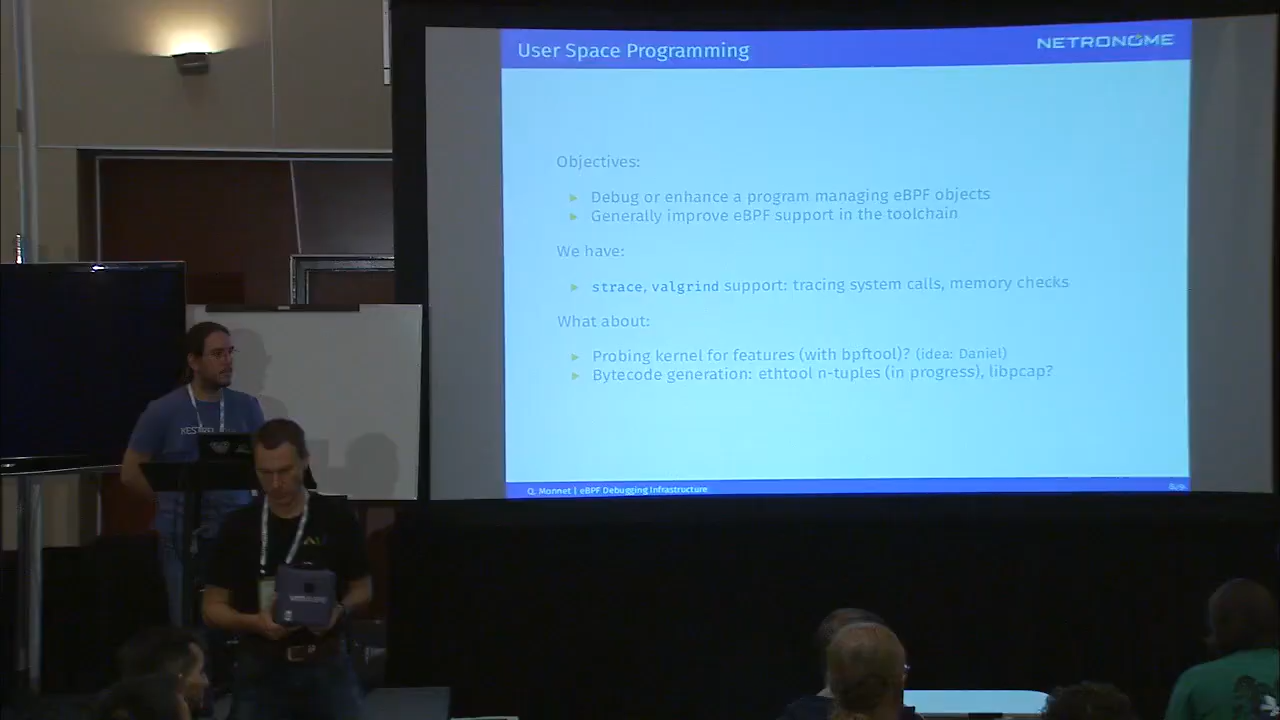 User Space Programming
NETRONOME
Objectives:
Debug or enhance a program managing eBPF objects
Generally improve eBPF support in the toolchain
We have:
strace, valgrind support: tracing system calls, memory checks
What about:
Probing kernel for features (with bpftool)? (idea: Daniel)
Bytecode generation: ethtool n-tuples (in progress), libpcap?
Q. Monnet | eBPF Debugging Infrastructure